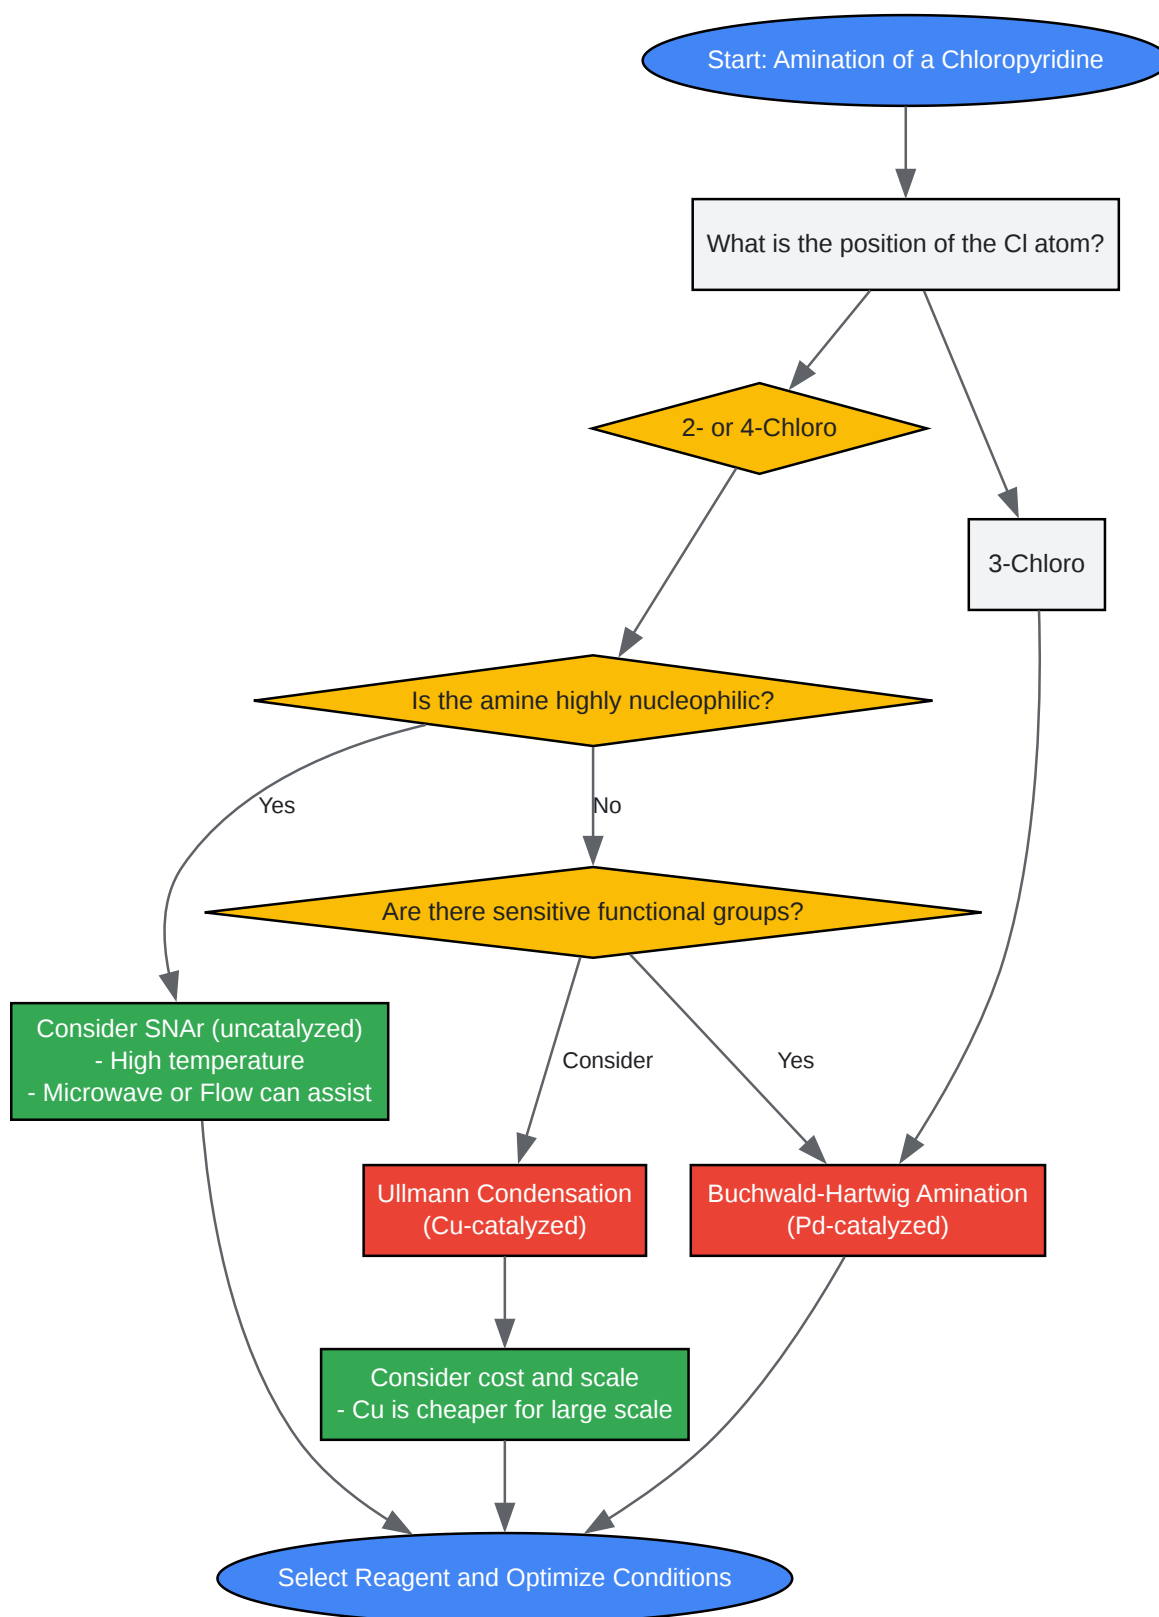 Start: Amination of a Chloropyridine
What is the position of the Cl atom?
2- or 4-Chloro
3-Chloro
Is the amine highly nucleophilic?
Yes
No
Are there sensitive functional groups?
Consider SNAr (uncatalyzed)
- High temperature
- Microwave or Flow can assist
Consider
Yes
Ullmann Condensation
(Cu-catalyzed)
Buchwald-Hartwig Amination
(Pd-catalyzed)
Consider cost and scale
- Cu is cheaper for large scale
Select Reagent and Optimize Conditions